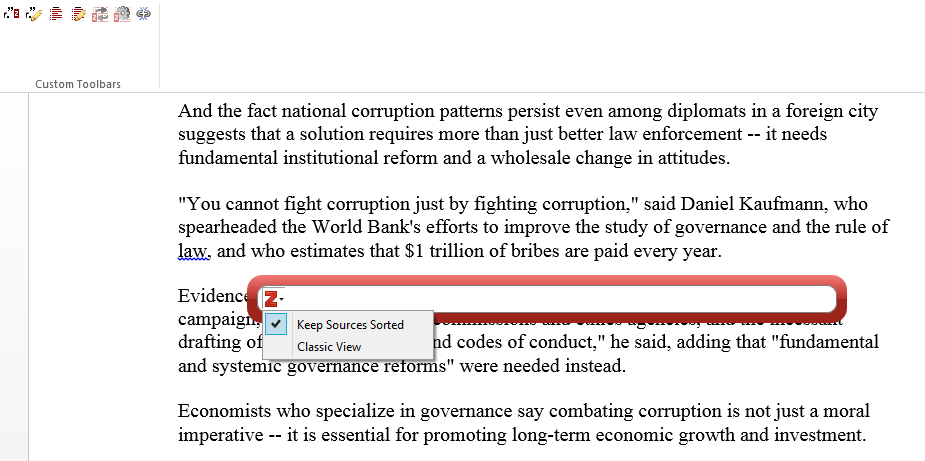 Custom Toolbars
And the fact national corruption patterns persist even among diplomats in a foreign city
suggests that a solution requires more than just better law enforcement -- it needs
fundamental institutional reform and a wholesale change in attitudes.
"You cannot fight corruption just by fighting corruption," said Daniel Kaufmann, who
spearheaded the World Bank's efforts to improve the study of governance and the rule of
law, and who estimates that $1 trillion of bribes are paid every year.
Evidence
Z
campaign, commissions and ethics agencies, and the incessant
Keep Sources Sorted
drafting of nd codes of conduct," he said, adding that "fundamental
Classic View
and systemic governance reforms" were needed instead.
Economists who specialize in governance say combating corruption is not just a moral
imperative -- it is essential for promoting long-term economic growth and investment.